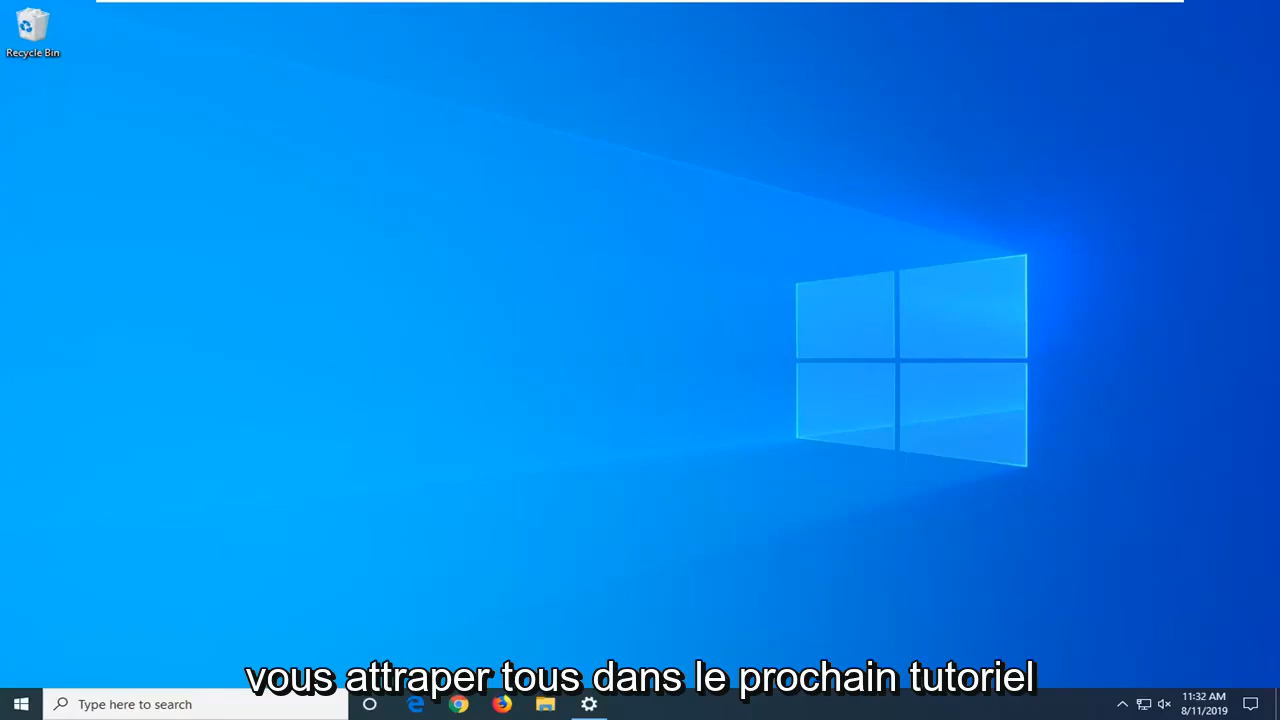 Recycle Bin
vous attraper tous dans le prochain tutoriel
Type here to search
11:32 AM
8/11/2019